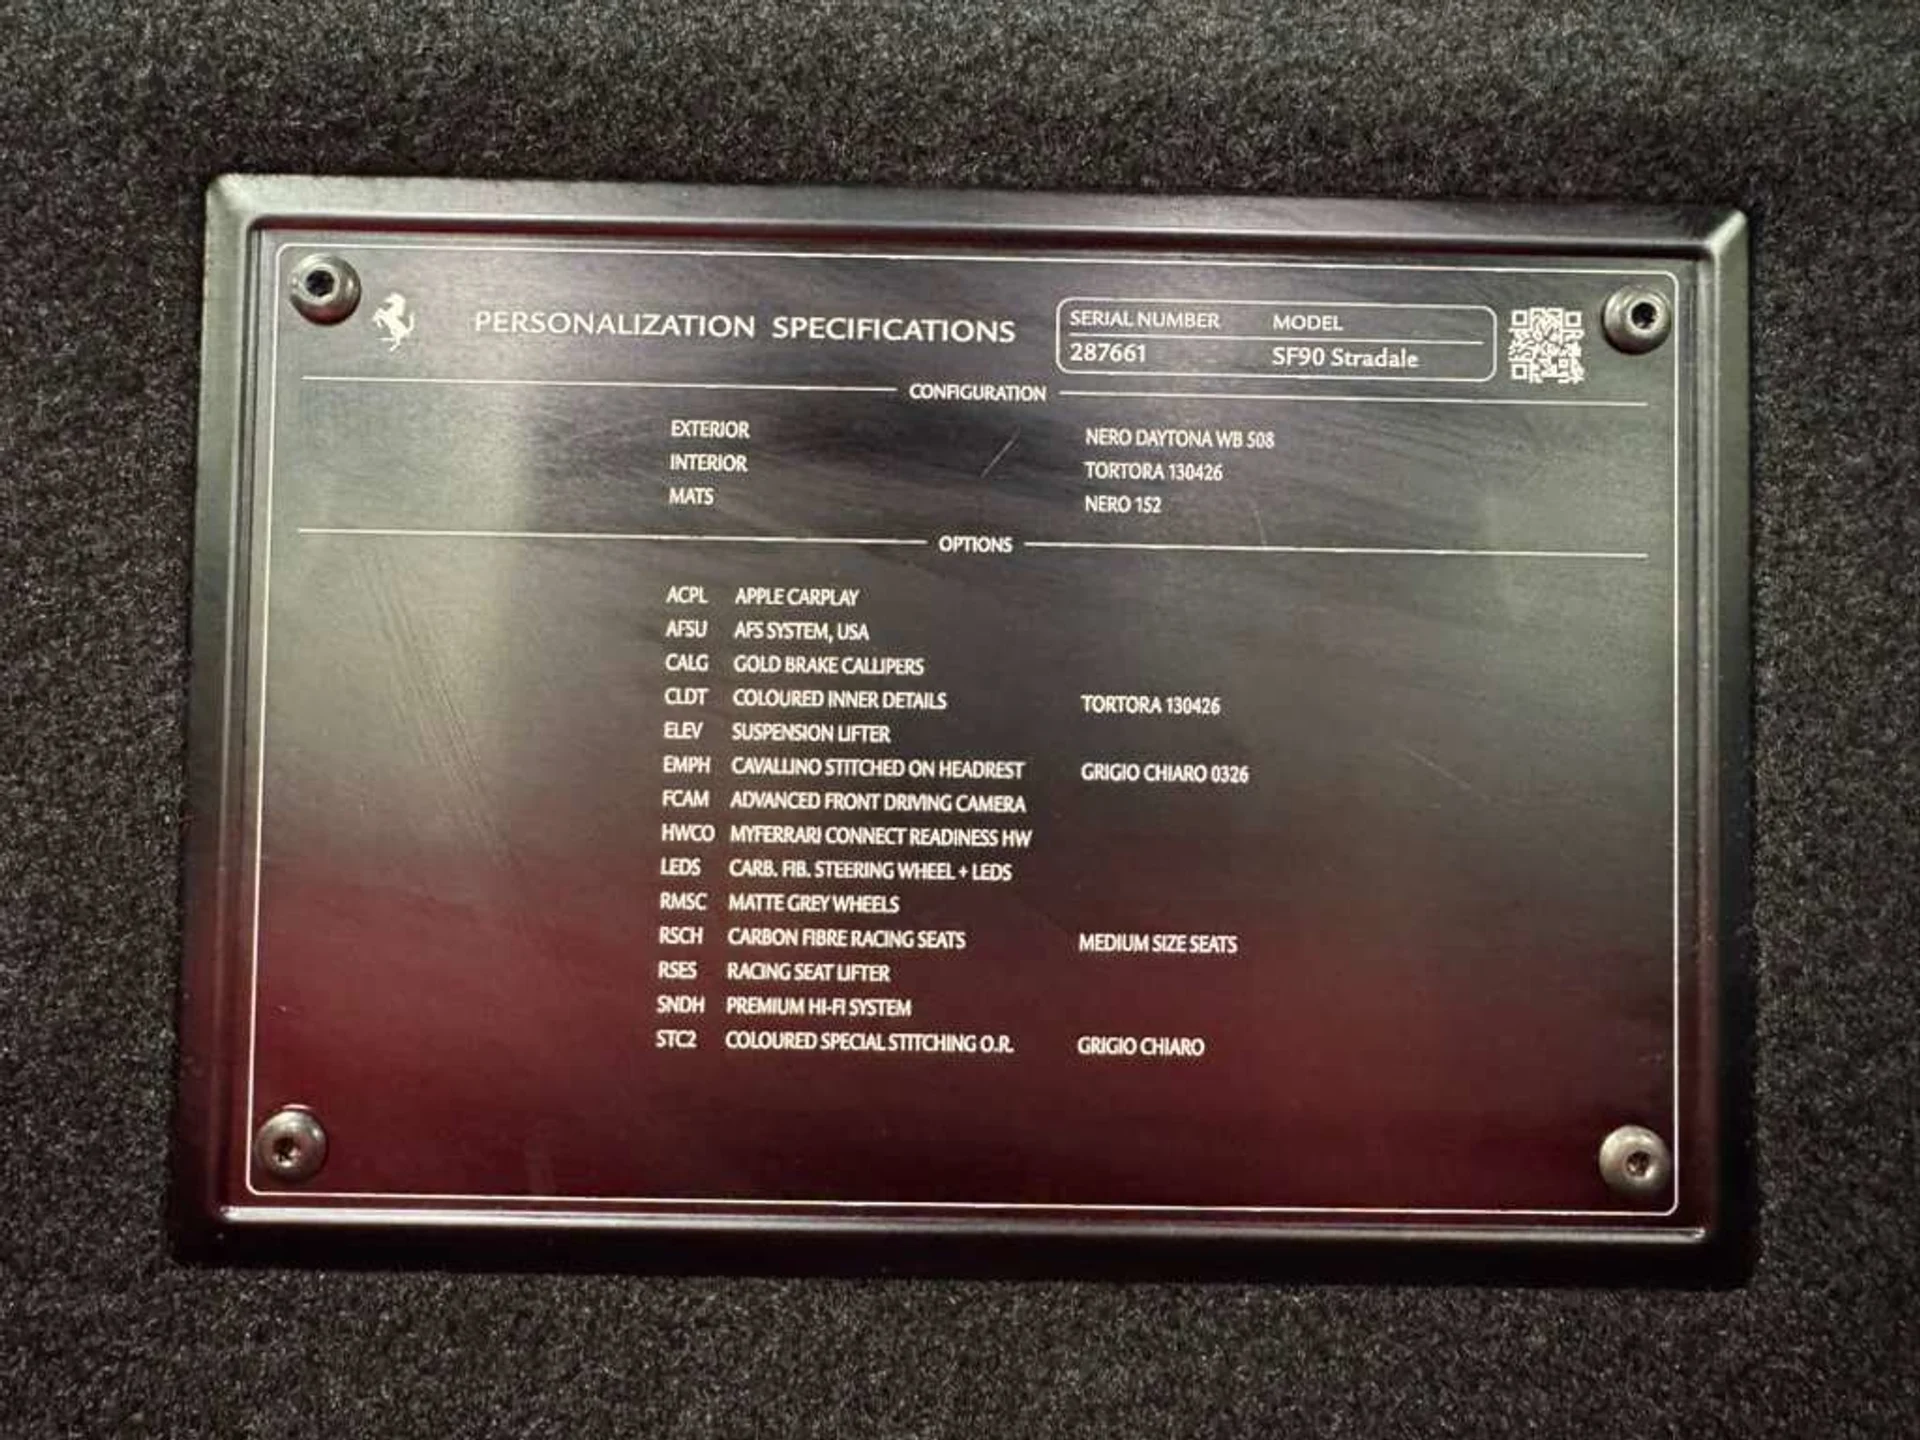 PERSONALIZATION SPECIFICATIONS
SERIAL NUMBER MODEL
287661 SF90 Stradale
CONFIGURATION
EXTERIOR NERO DAYTONA WB 508
INTERIOR TORTORA 130426
MATS NERO 152
OPTIONS
ACPL APPLE CARPLAY
AFSU AFS SYSTEM, USA
CALG GOLD BRAKE CALLIPERS
CLDT COLOURED INNER DETAILS TORTORA 130426
ELEV SUSPENSION LIFTER
EMPH CAVALLINO STITCHED ON HEADREST GRIGIO CHIARO 0326
FCAM ADVANCED FRONT DRIVING CAMERA
HWCO MYFERRARI CONNECT READINESS HW
LEDS CARB. FIB. STEERING WHEEL + LEDS
RMSC MATTE GREY WHEELS
RSCH CARBON FIBRE RACING SEATS MEDIUM SIZE SEATS
RSES RACING SEAT LIFTER
SNDH PREMIUM HI-FI SYSTEM
STC2 COLOURED SPECIAL STITCHING O.R. GRIGIO CHIARO